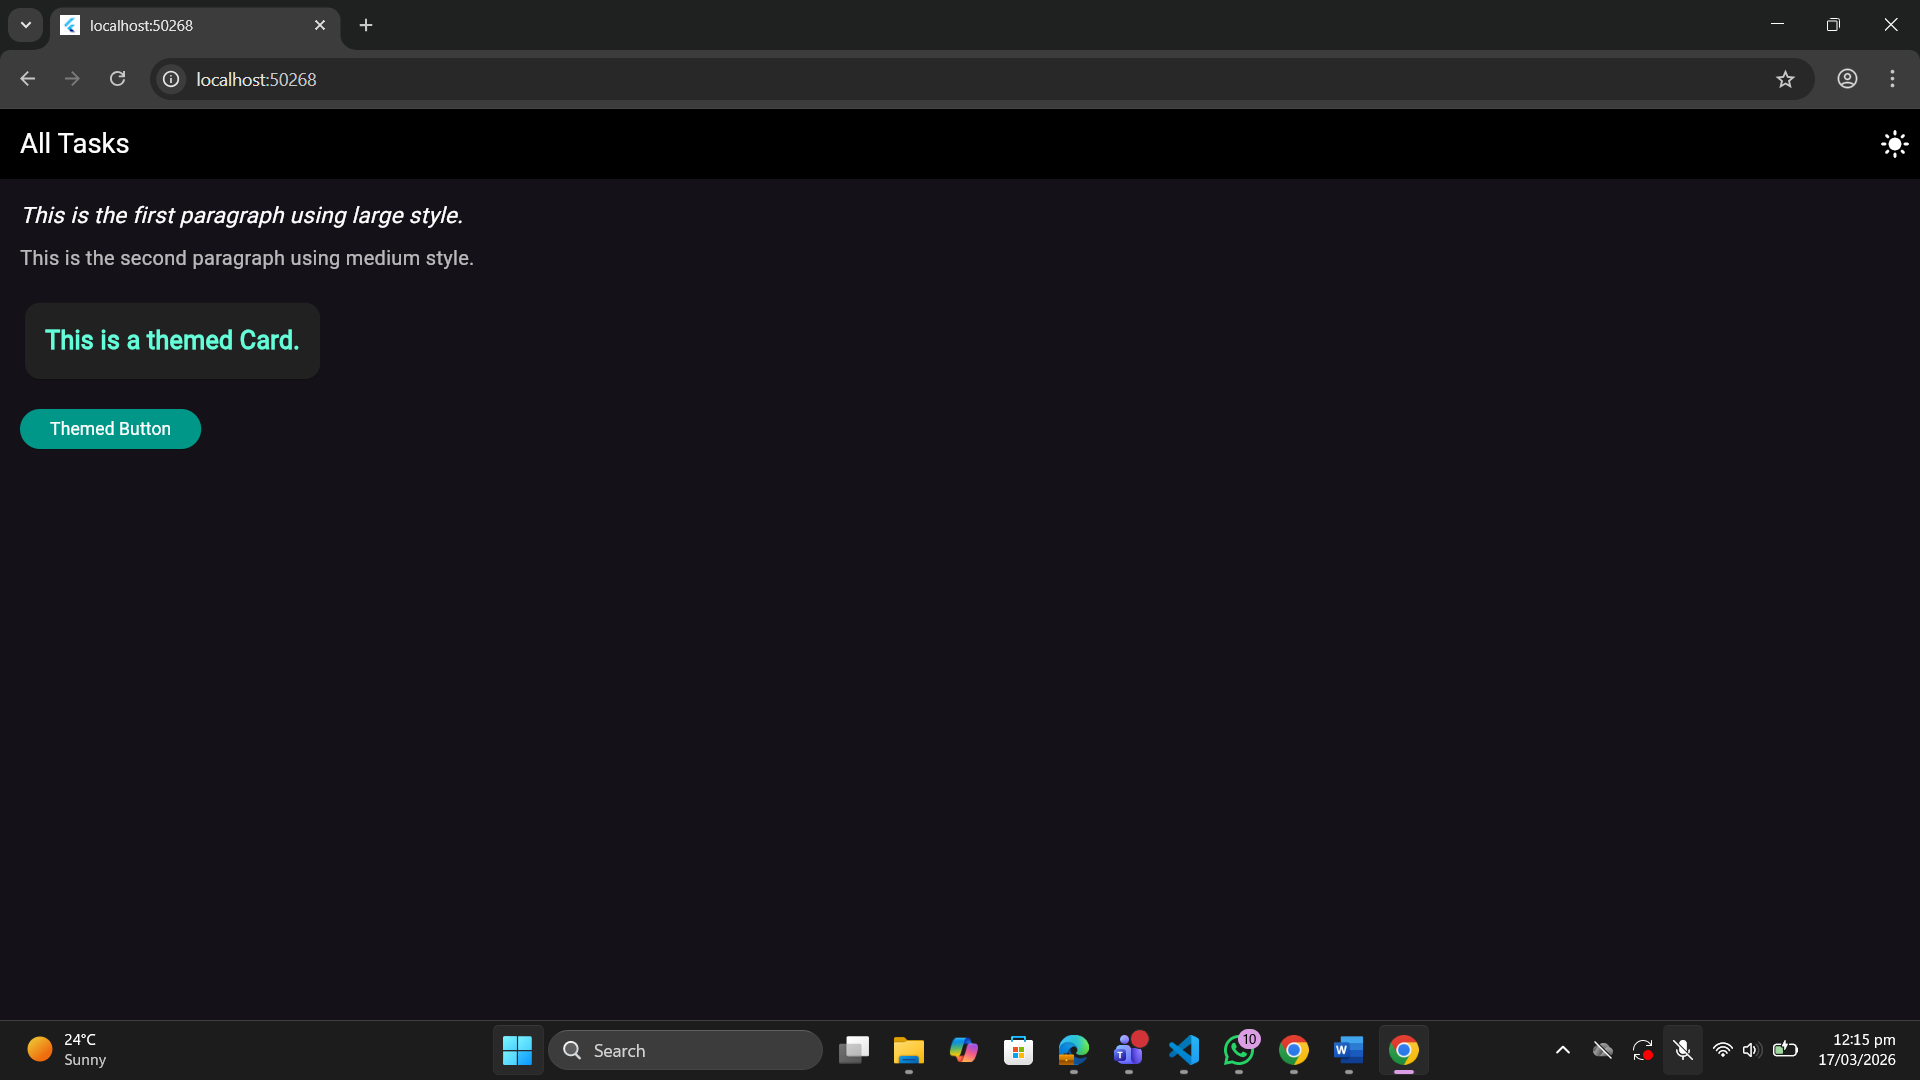 localhost:50268
localhost:50268
All Tasks
This is the first paragraph using large style.
This is the second paragraph using medium style.
This is a themed Card.
Themed Button
24°C
Sunny
Search
T
10
W
12:15 pm
17/03/2026